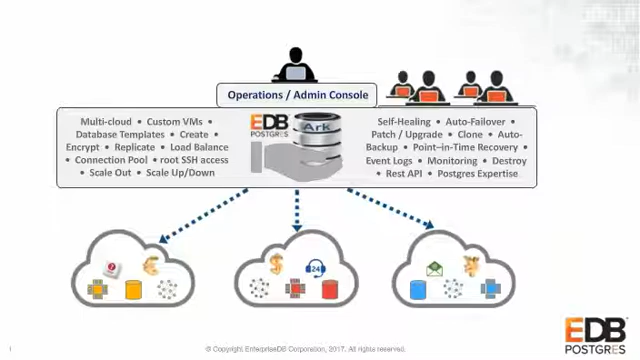 Operations / Admin Console
Multi-cloud • Custom VMs •
Database Templates • Create •
Encrypt • Replicate • Load Balance
• Connection Pool • root SSH access
• Scale Out • Scale Up/Down
EDB
POSTGRES
Ark
Self-Healing • Auto-Failover •
Patch / Upgrade • Clone • Auto-
Backup • Point–in-Time Recovery •
Event Logs • Monitoring • Destroy
• Rest API • Postgres Expertise
24
EDB
POSTGRES
1
© Copyright EnterpriseDB Corporation, 2017. All rights reserved.